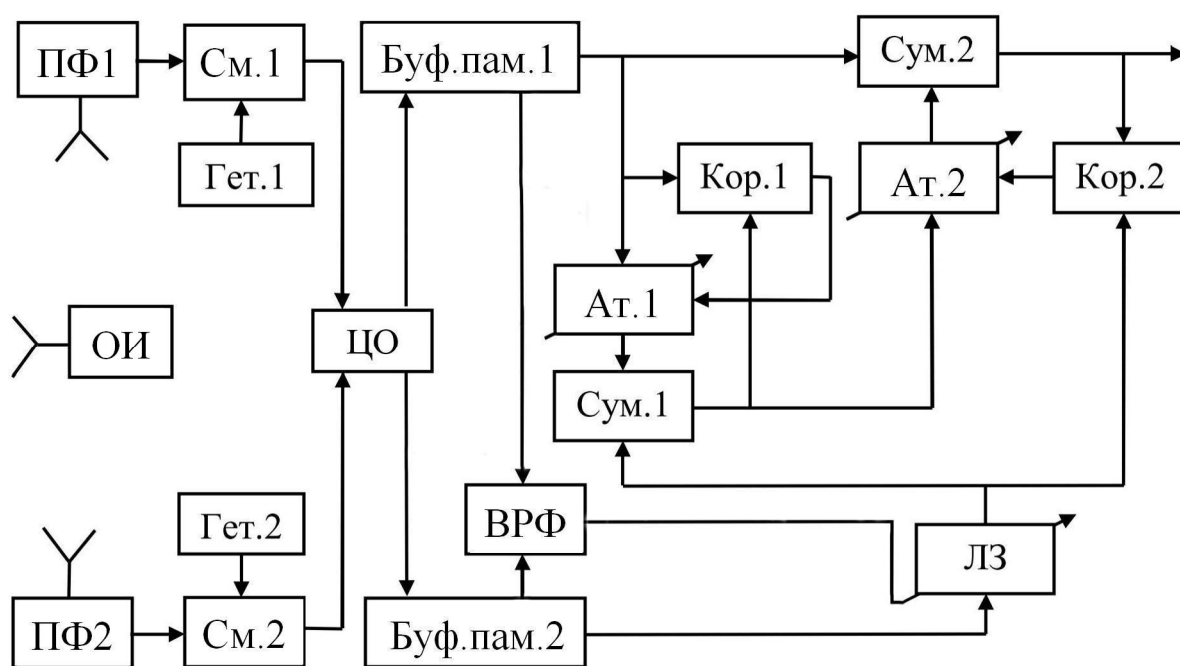 ПФ1
См.1
Буф.пам.1
Сум.2
Гет.1
Кор.1
Ат.2
Кор.2
Ат.1
ОИ
ЦО
Сум.1
Гет.2
ВРФ
ЛЗ
ПФ2
См.2
Буф.пам.2